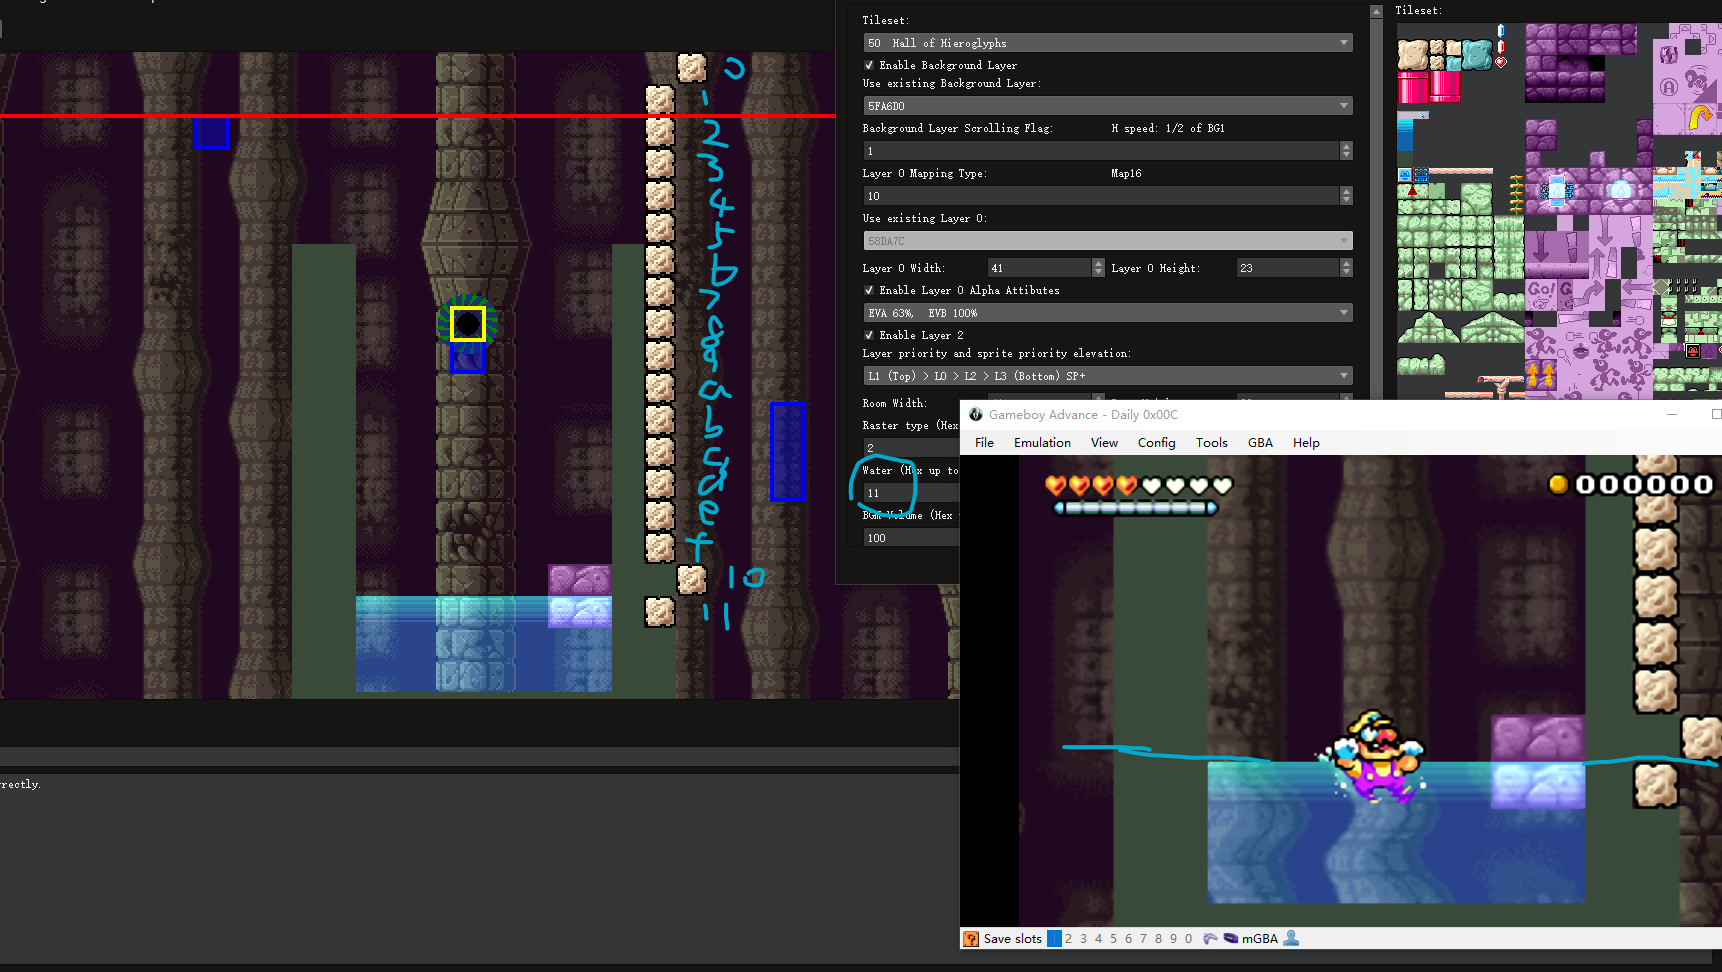 Tileset:
50  Hall of Hieroglyphs
Enable Background Layer
Use existing Background Layer:
5FA6D0
Background Layer Scrolling Flag: H speed: 1/2 of BG1
1
Layer 0 Mapping Type: Map16
10
Use existing Layer 0:
58DA7C
Layer 0 Width: 41 Layer 0 Height: 23
Enable Layer 0 Alpha Attibutes
EVA 63%,  EVB 100%
Enable Layer 2
Layer priority and sprite priority elevation:
L1 (Top) > L0 > L2 > L3 (Bottom) SP+
Room Width:
Raster type (Hex
2
Water (Hex up to
11
BGM Volume (Hex
100
Tileset:
A
Go!
G
0
1
2
3
4
5
6
7
8
9
a
b
c
d
e
f
10
11
rectly.
Gameboy Advance - Daily 0x00C
File Emulation View Config Tools GBA Help
000000
Save slots 1 2 3 4 5 6 7 8 9 0 mGBA